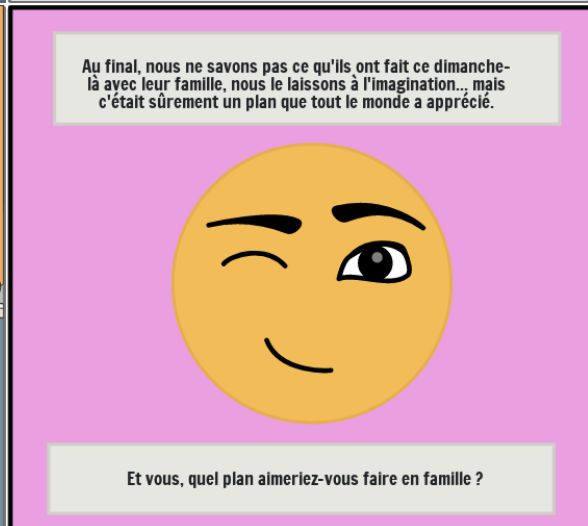 Au final, nous ne savons pas ce qu'ils ont fait ce dimanche-
là avec leur famille, nous le laissons à l'imagination... mais
c'était sûrement un plan que tout le monde a apprécié.
Et vous, quel plan aimeriez-vous faire en famille ?